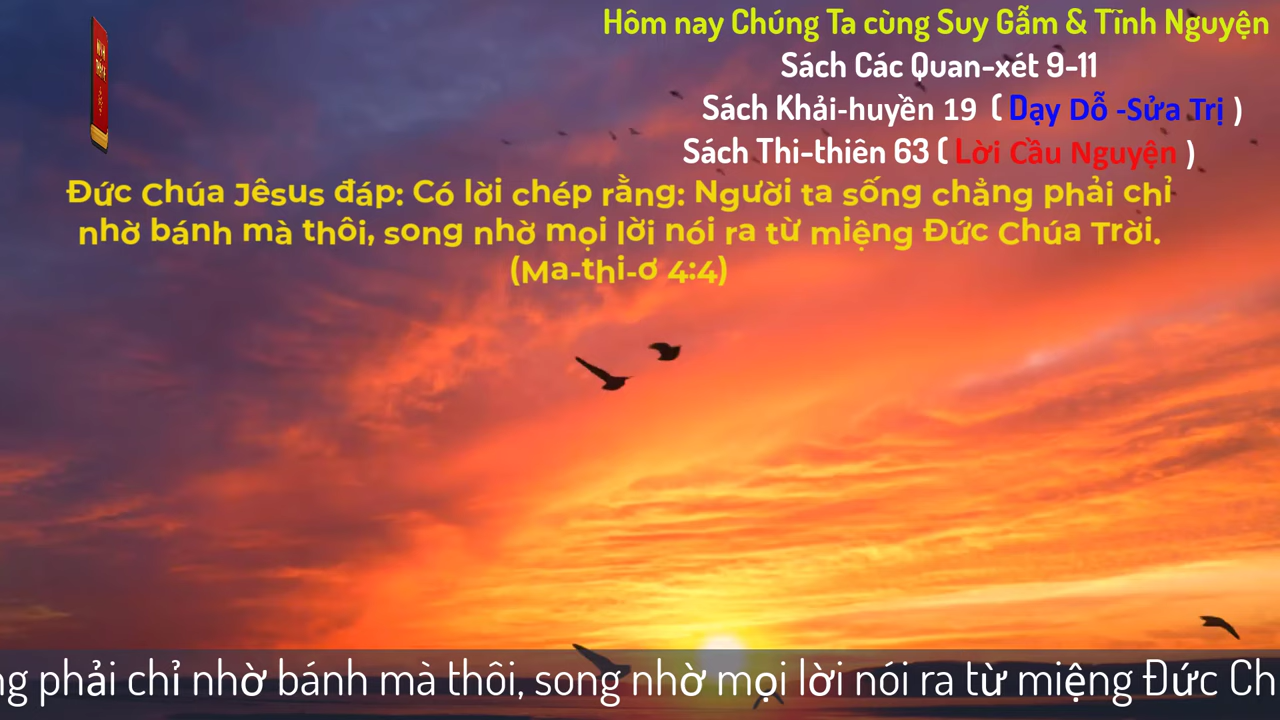 Hôm nay Chúng Ta cùng Suy Gẫm & Tĩnh Nguyện
Sách Các Quan-xét 9-11
Sách Khải-huyền 19 ( Dạy Dỗ -Sửa Trị )
Sách Thi-thiên 63 ( Lời Cầu Nguyện )
Đức Chúa Jêsus đáp: Có lời chép rằng: Người ta sống chẳng phải chỉ
nhờ bánh mà thôi, song nhờ mọi lời nói ra từ miệng Đức Chúa Trời.
(Ma-thi-ơ 4:4)
ng phải chỉ nhờ bánh mà thôi, song nhờ mọi lời nói ra từ miệng Đức Ch